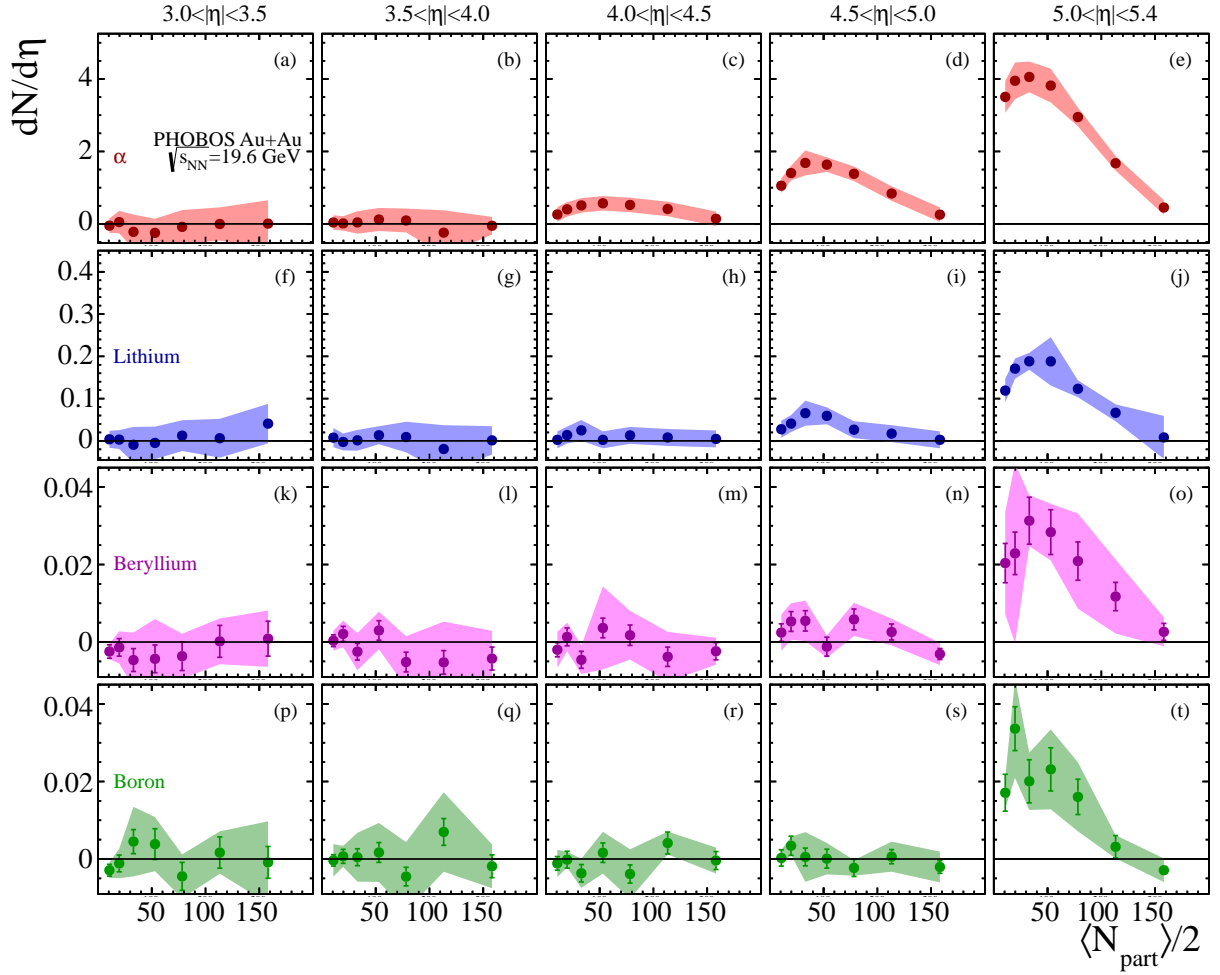 3.0<|η|<3.5 3.5<|η|<4.0 4.0<|η|<4.5 4.5<|η|<5.0 5.0<|η|<5.4
dN/dη
(a) (b) (c) (d) (e)
4
2
0
PHOBOS Au+Au
√s_NN=19.6 GeV
α
(f) (g) (h) (i) (j)
0.4
0.3
0.2
0.1
0
Lithium
(k) (l) (m) (n) (o)
0.04
0.02
0
Beryllium
(p) (q) (r) (s) (t)
0.04
0.02
0
Boron
50 100 150 50 100 150 50 100 150 50 100 150 50 100 150
⟨N_part⟩/2